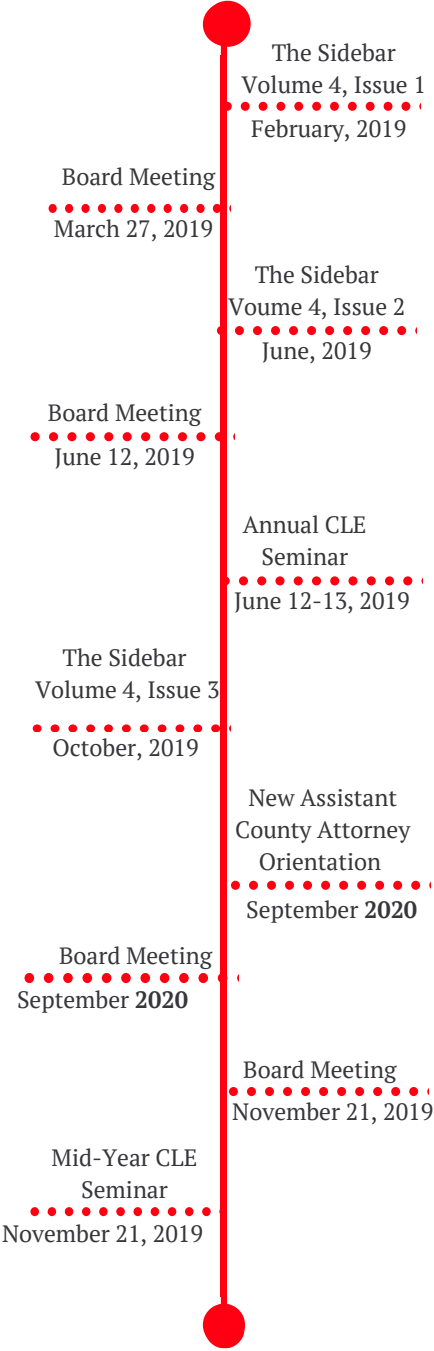 The Sidebar
Volume 4, Issue 1
February, 2019
Board Meeting
March 27, 2019
The Sidebar
Voume 4, Issue 2
June, 2019
Board Meeting
June 12, 2019
Annual CLE
Seminar
June 12-13, 2019
The Sidebar
Volume 4, Issue 3
October, 2019
New Assistant
County Attorney
Orientation
September 2020
Board Meeting
September 2020
Board Meeting
November 21, 2019
Mid-Year CLE
Seminar
November 21, 2019